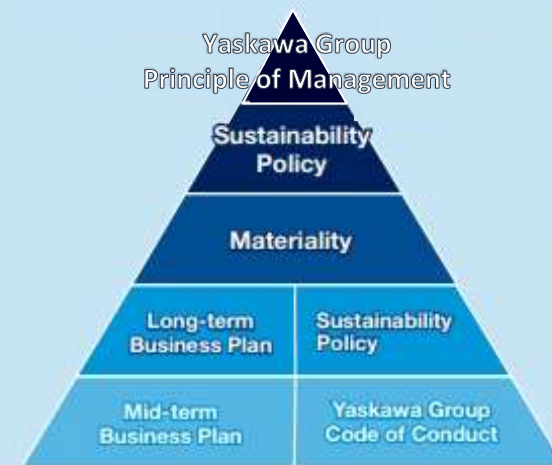 Yaskawa Group
Principle of Management
Sustainability
Policy
Materiality
Long-term
Business Plan
Sustainability
Policy
Mid-term
Business Plan
Yaskawa Group
Code of Conduct